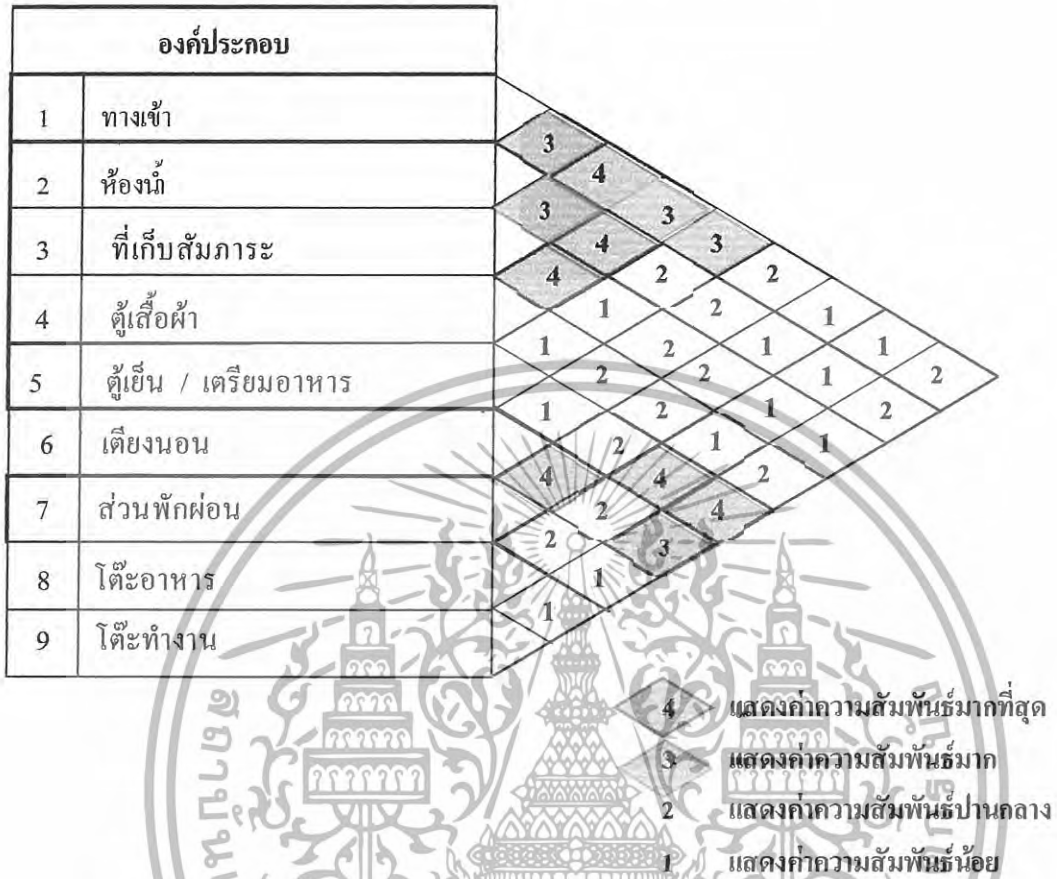 องค์ประกอบ
1 ทางเข้า
3
4
2 ห้องน้ำ
3 3
4 3
3 ที่เก็บสัมภาระ
4 2 2
1 2 1
4 ตู้เสื้อผ้า
1 2 1 1
2 2 1 2
5 ตู้เย็น / เตรียมอาหาร
1 2 1 2
2 1 1
6 เตียงนอน
4 4 2
2 4
7 ส่วนพักผ่อน
2 3
8 โต๊ะอาหาร
1
1
9 โต๊ะทำงาน
4 แสดงค่าความสัมพันธ์มากที่สุด
3 แสดงค่าความสัมพันธ์มาก
2 แสดงค่าความสัมพันธ์ปานกลาง
1 แสดงค่าความสัมพันธ์น้อย